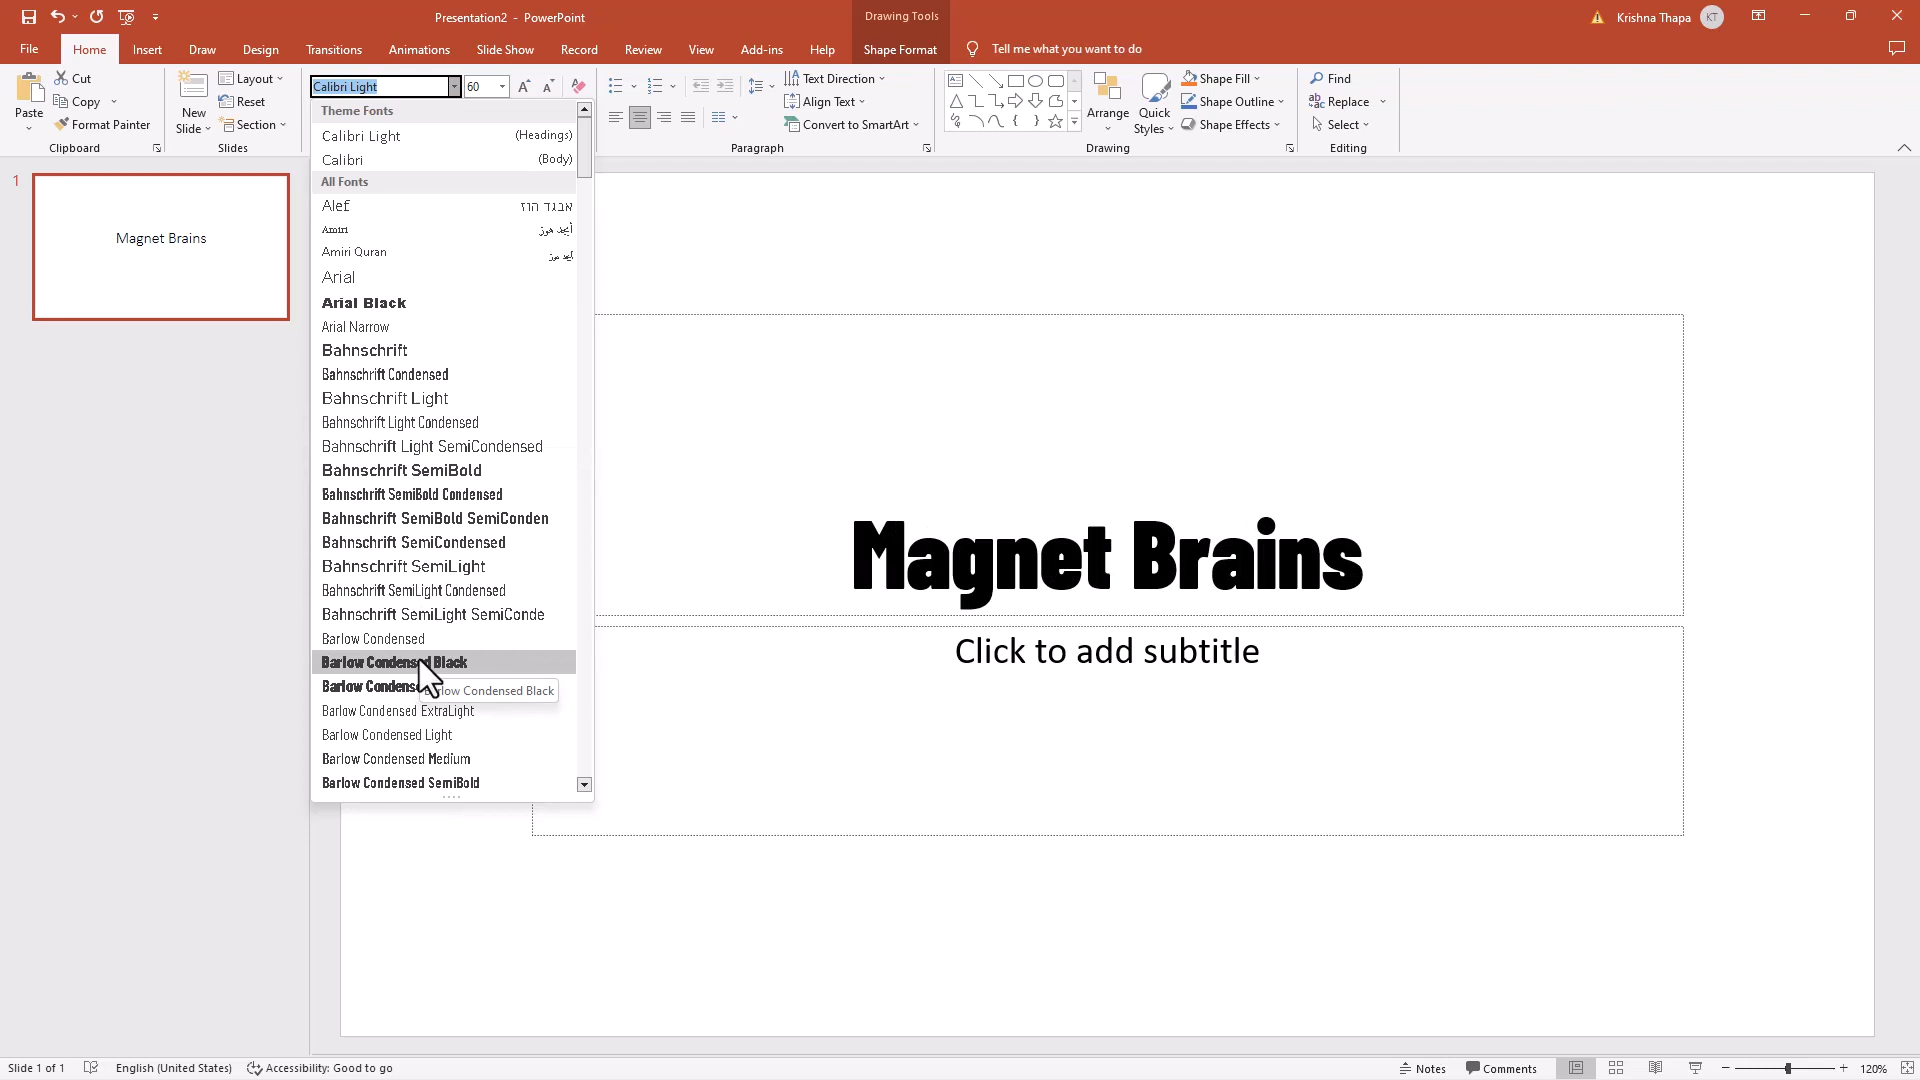 Presentation2 - PowerPoint
Drawing Tools
Krishna Thapa KT
File Home Insert Draw Design Transitions Animations Slide Show Record Review View Add-ins Help Shape Format Tell me what you want to do
Paste
Cut
Copy
Format Painter
Clipboard
New Slide
Layout
Reset
Section
Slides
Calibri Light 60
Text Direction
Align Text
Convert to SmartArt
Paragraph
Arrange
Quick Styles
Shape Fill
Shape Outline
Shape Effects
Drawing
Find
Replace
Select
Editing
Theme Fonts
Calibri Light (Headings)
Calibri (Body)
All Fonts
Alef אבגד הוז
Amiri أبجد هوز
Amiri Quran أبجد هوز
Arial
Arial Black
Arial Narrow
Bahnschrift
Bahnschrift Condensed
Bahnschrift Light
Bahnschrift Light Condensed
Bahnschrift Light SemiCondensed
Bahnschrift SemiBold
Bahnschrift SemiBold Condensed
Bahnschrift SemiBold SemiConden
Bahnschrift SemiCondensed
Bahnschrift SemiLight
Bahnschrift SemiLight Condensed
Bahnschrift SemiLight SemiConde
Barlow Condensed
Barlow Condensed Black
Barlow Condense
Barlow Condensed Black
Barlow Condensed ExtraLight
Barlow Condensed Light
Barlow Condensed Medium
Barlow Condensed SemiBold
1
Magnet Brains
Magnet Brains
Click to add subtitle
Slide 1 of 1 English (United States) Accessibility: Good to go Notes Comments 120%